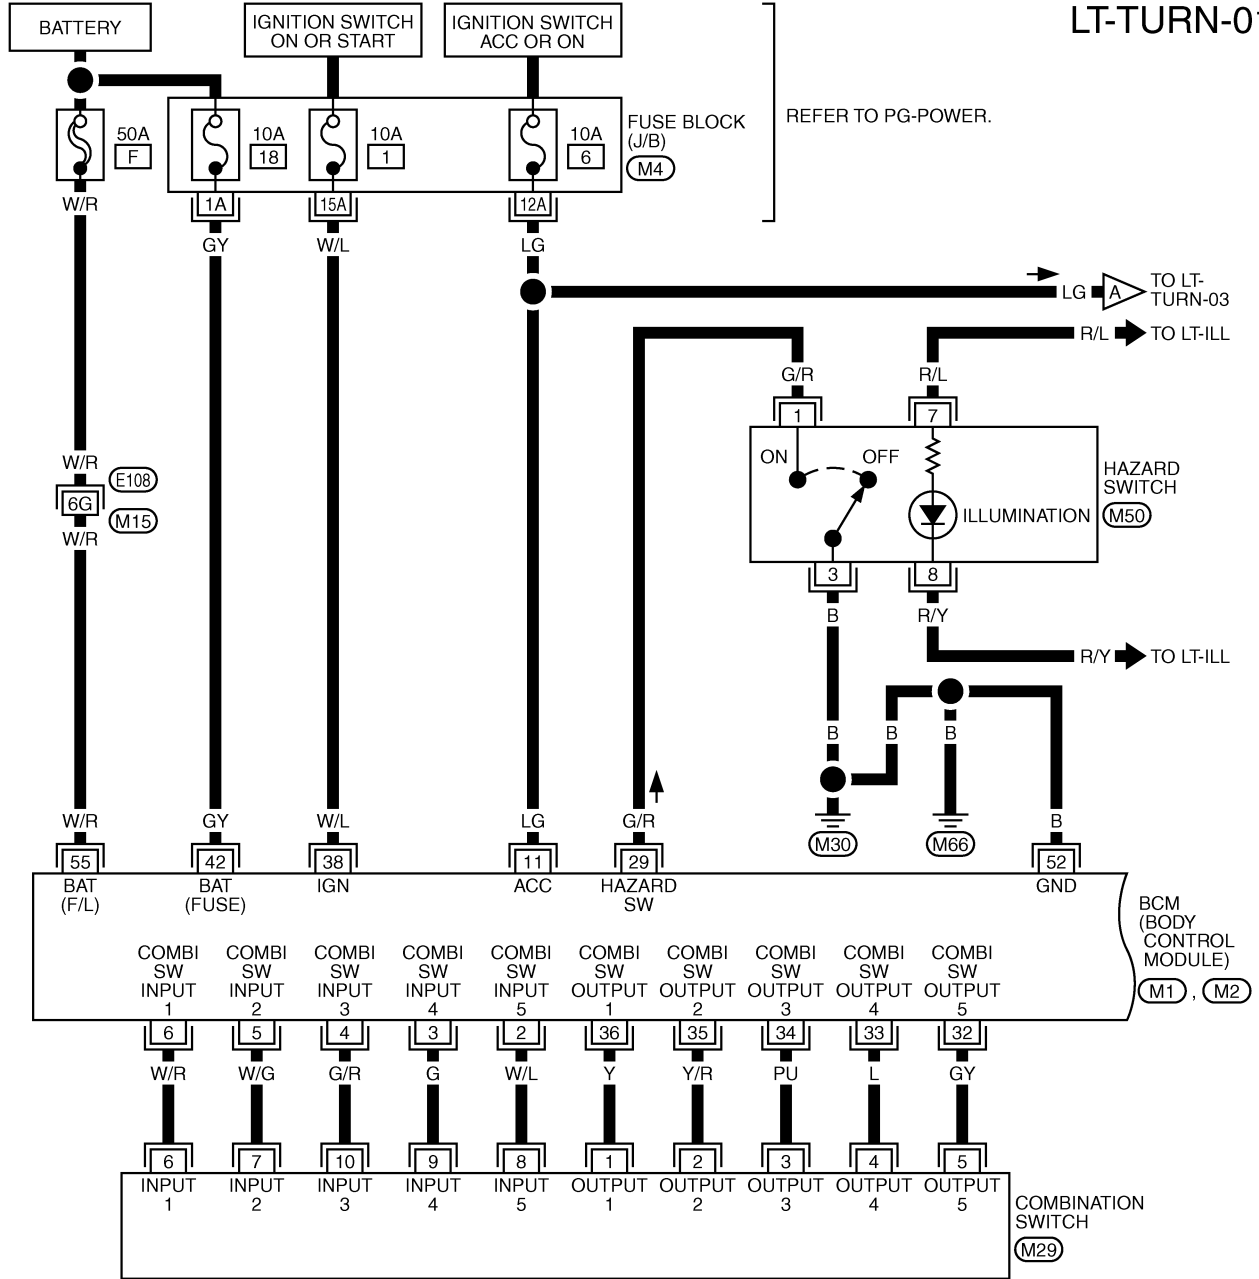 LT-TURN-01
BATTERY
IGNITION SWITCH
ON OR START
IGNITION SWITCH
ACC OR ON
REFER TO PG-POWER.
50A
F
10A
18
10A
1
10A
6
FUSE BLOCK
(J/B)
M4
1A
15A
12A
W/R
GY
W/L
LG
LG
A
TO LT-
TURN-03
R/L
TO LT-ILL
G/R
R/L
1
7
ON
OFF
ILLUMINATION
HAZARD
SWITCH
M50
W/R
E108
6G
M15
W/R
3
8
B
R/Y
R/Y
TO LT-ILL
B
B
B
M30
M66
W/R
GY
W/L
LG
G/R
B
55
42
38
11
29
52
BAT
(F/L)
BAT
(FUSE)
IGN
ACC
HAZARD
SW
GND
BCM
(BODY
CONTROL
MODULE)
M1 , M2
COMBI
SW
INPUT
1
COMBI
SW
INPUT
2
COMBI
SW
INPUT
3
COMBI
SW
INPUT
4
COMBI
SW
INPUT
5
COMBI
SW
OUTPUT
1
COMBI
SW
OUTPUT
2
COMBI
SW
OUTPUT
3
COMBI
SW
OUTPUT
4
COMBI
SW
OUTPUT
5
6
5
4
3
2
36
35
34
33
32
W/R
W/G
G/R
G
W/L
Y
Y/R
PU
L
GY
6
7
10
9
8
1
2
3
4
5
INPUT
1
INPUT
2
INPUT
3
INPUT
4
INPUT
5
OUTPUT
1
OUTPUT
2
OUTPUT
3
OUTPUT
4
OUTPUT
5
COMBINATION
SWITCH
M29